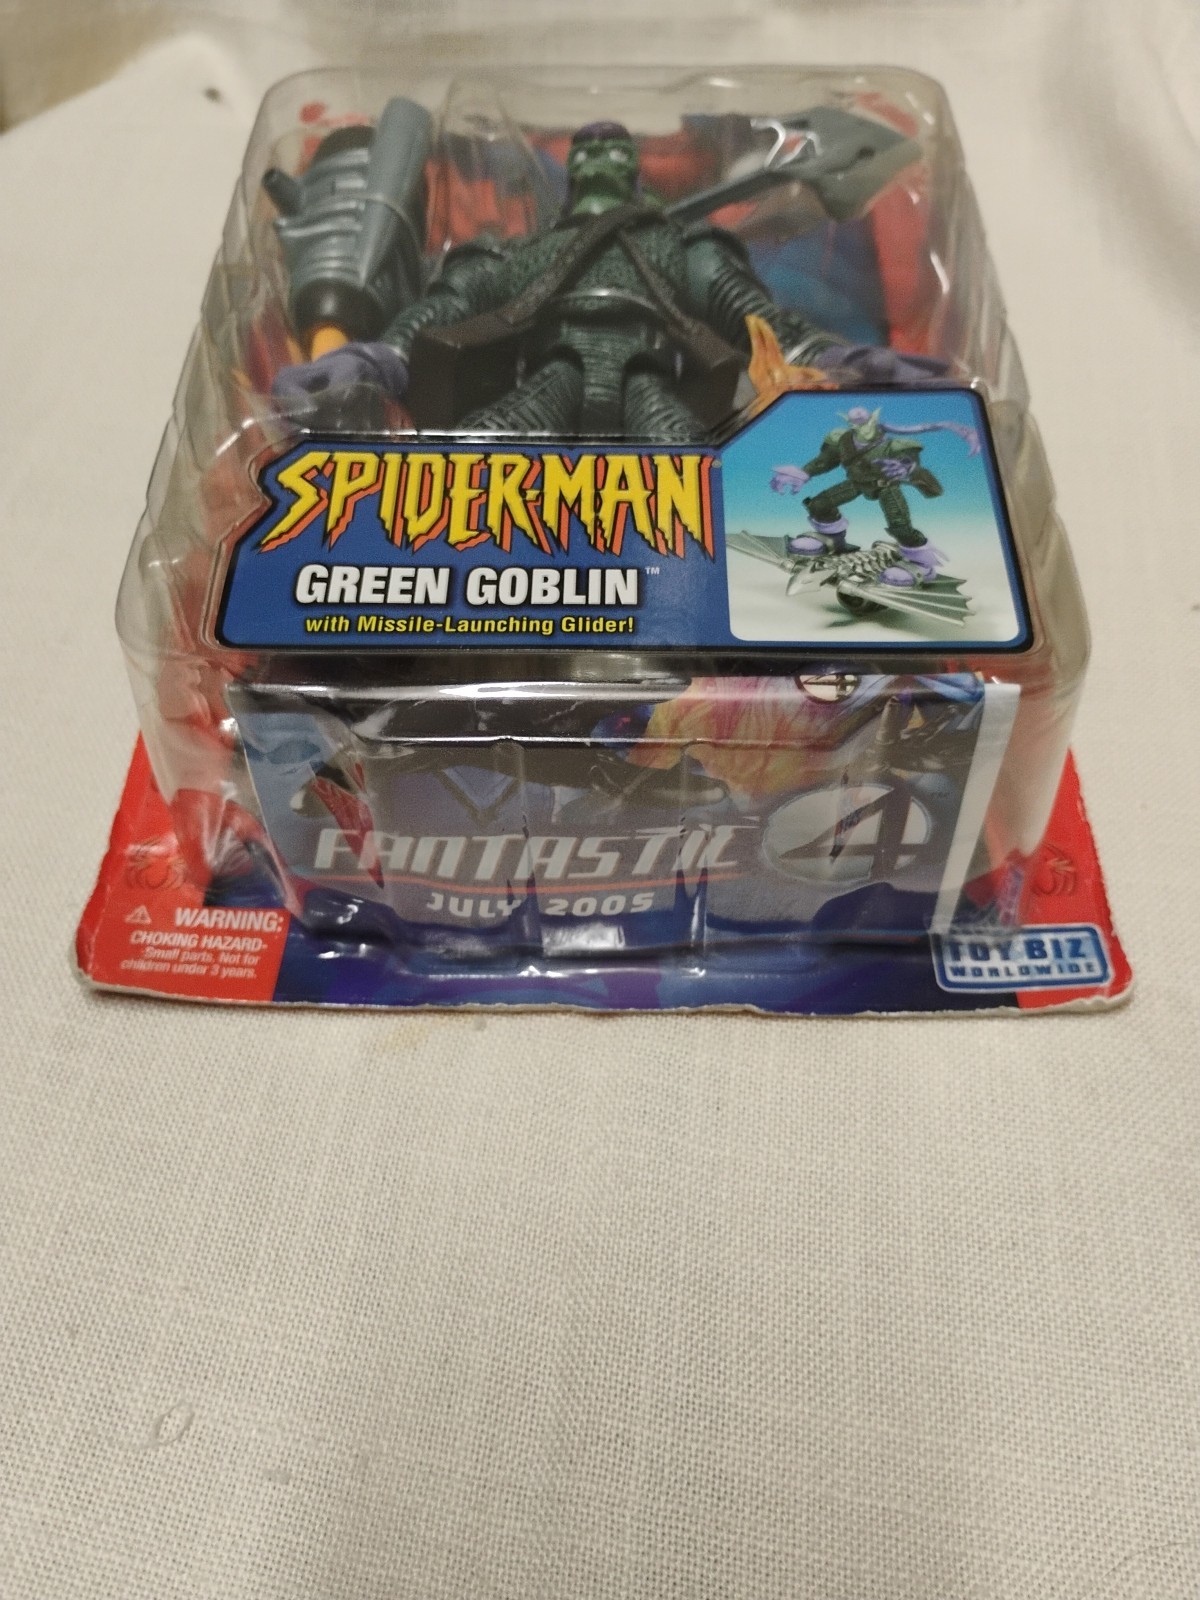 SPIDER-MAN®
GREEN GOBLIN™
with Missile-Launching Glider!
FANTASTIC 4™
JULY 2005
⚠ WARNING:
CHOKING HAZARD-
Small parts. Not for
children under 3 years.
TOY BIZ
WORLDWIDE